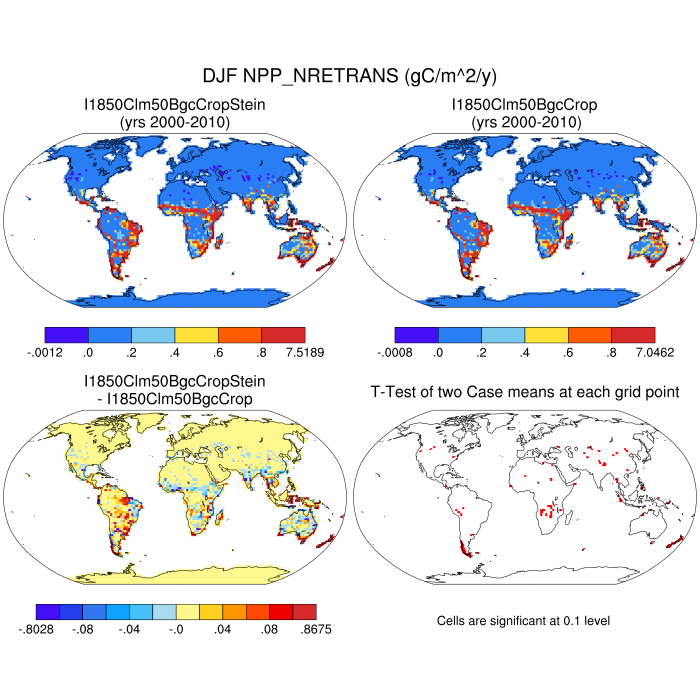 DJF NPP_NRETRANS (gC/m^2/y)
I1850Clm50BgcCropStein
(yrs 2000-2010)
I1850Clm50BgcCrop
(yrs 2000-2010)
-.0012 .0 .2 .4 .6 .8 7.5189
-.0008 .0 .2 .4 .6 .8 7.0462
I1850Clm50BgcCropStein
- I1850Clm50BgcCrop
T-Test of two Case means at each grid point
-.8028 -.08 -.04 -.0 .04 .08 .8675
Cells are significant at 0.1 level